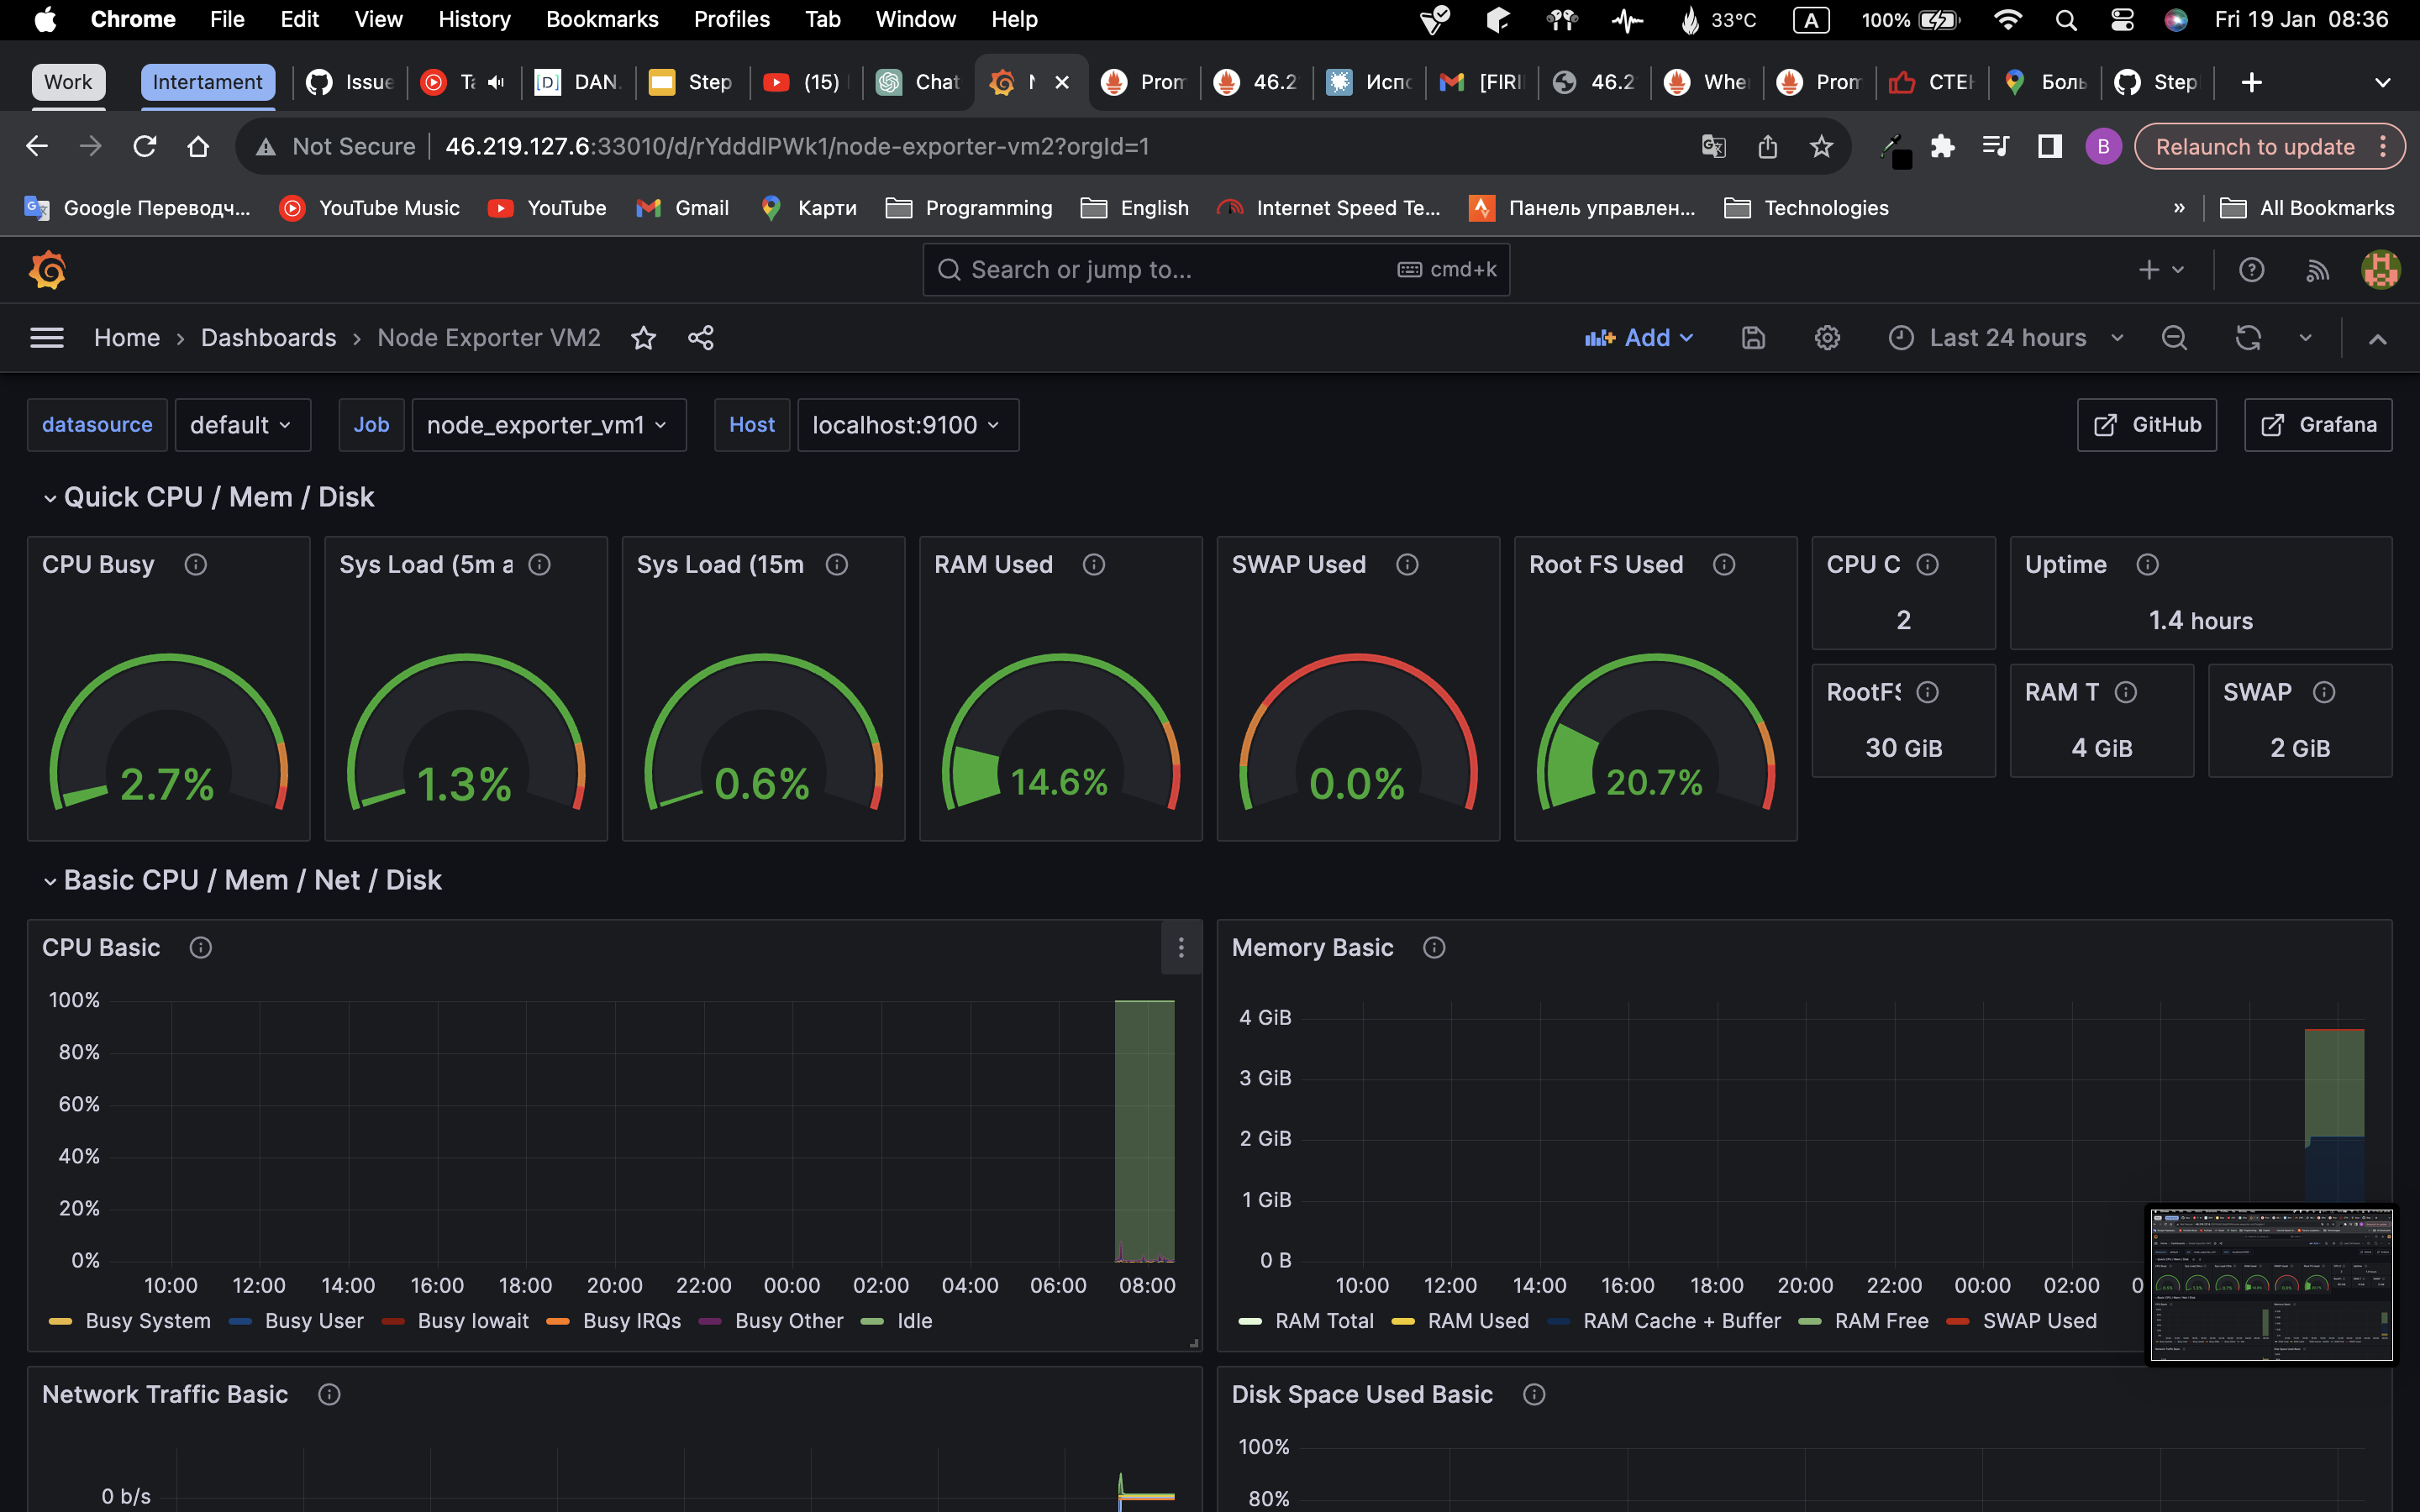 Chrome File Edit View History Bookmarks Profiles Tab Window Help 33°C A 100% Fri 19 Jan 08:36
Work Intertament Issue Ta DAN. Step (15) Chat N Prom 46.2 Испо [FIRI 46.2 Whe Prom СТЕН Боль Step
Not Secure 46.219.127.6:33010/d/rYdddlPWk1/node-exporter-vm2?orgId=1 B Relaunch to update
Google Переводч... YouTube Music YouTube Gmail Карти Programming English Internet Speed Te... Панель управлен... Technologies » All Bookmarks
Search or jump to... cmd+k
Home › Dashboards › Node Exporter VM2 Add Last 24 hours
datasource default Job node_exporter_vm1 Host localhost:9100 GitHub Grafana
Quick CPU / Mem / Disk
CPU Busy Sys Load (5m a Sys Load (15m RAM Used SWAP Used Root FS Used CPU C Uptime
2 1.4 hours
RootFS RAM T SWAP
30 GiB 4 GiB 2 GiB
2.7% 1.3% 0.6% 14.6% 0.0% 20.7%
Basic CPU / Mem / Net / Disk
CPU Basic
100%
80%
60%
40%
20%
0%
10:00 12:00 14:00 16:00 18:00 20:00 22:00 00:00 02:00 04:00 06:00 08:00
Busy System Busy User Busy Iowait Busy IRQs Busy Other Idle
Memory Basic
4 GiB
3 GiB
2 GiB
1 GiB
0 B
10:00 12:00 14:00 16:00 18:00 20:00 22:00 00:00 02:00 0
RAM Total RAM Used RAM Cache + Buffer RAM Free SWAP Used
Network Traffic Basic
0 b/s
Disk Space Used Basic
100%
80%